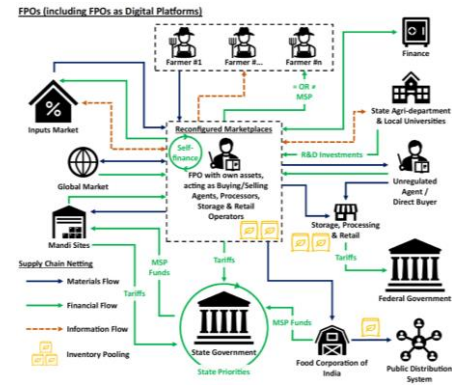 FPOs (including FPOs as Digital Platforms)
Farmer #1
Farmer #...
Farmer #n
Finance
= OR ≠
MSP
Inputs Market
Reconfigured Marketplaces
State Agri-department
& Local Universities
Self-
finance
R&D Investments
FPO with own assets,
acting as Buying/Selling
Agents, Processors,
Storage & Retail
Operators
Global Market
Unregulated
Agent /
Direct Buyer
Mandi Sites
Storage, Processing
& Retail
Supply Chain Netting
Materials Flow
Financial Flow
Information Flow
Inventory Pooling
Tariffs
MSP
Funds
Tariffs
Tariffs
Federal Government
State Government
State Priorities
MSP Funds
Food Corporation of
India
Public Distribution
System